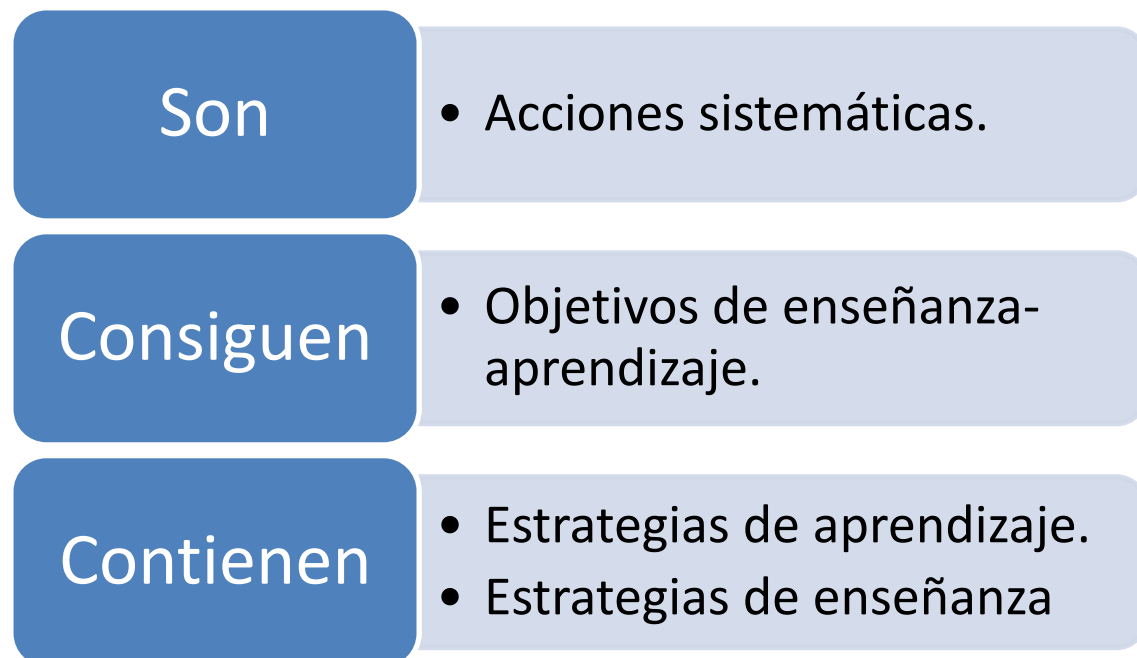 Son
• Acciones sistemáticas.
Consiguen
• Objetivos de enseñanza-
aprendizaje.
Contienen
• Estrategias de aprendizaje.
• Estrategias de enseñanza